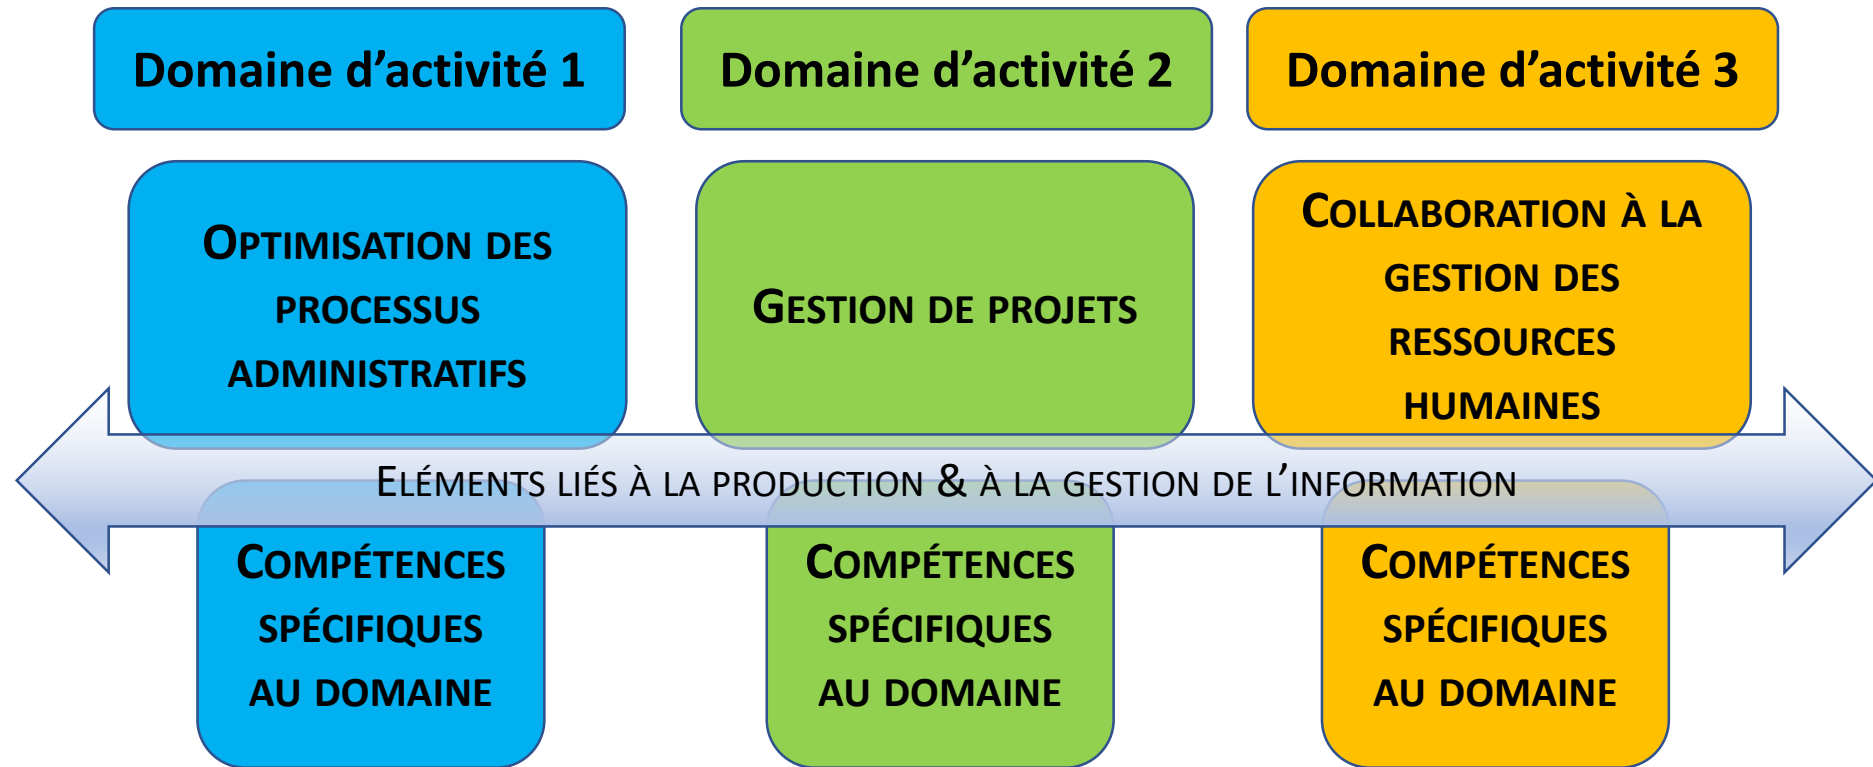 Domaine d’activité 1
Domaine d’activité 2
Domaine d’activité 3
OPTIMISATION DES
PROCESSUS
ADMINISTRATIFS
GESTION DE PROJETS
COLLABORATION À LA
GESTION DES
RESSOURCES
HUMAINES
ELÉMENTS LIÉS À LA PRODUCTION & À LA GESTION DE L’INFORMATION
COMPÉTENCES
SPÉCIFIQUES
AU DOMAINE
COMPÉTENCES
SPÉCIFIQUES
AU DOMAINE
COMPÉTENCES
SPÉCIFIQUES
AU DOMAINE